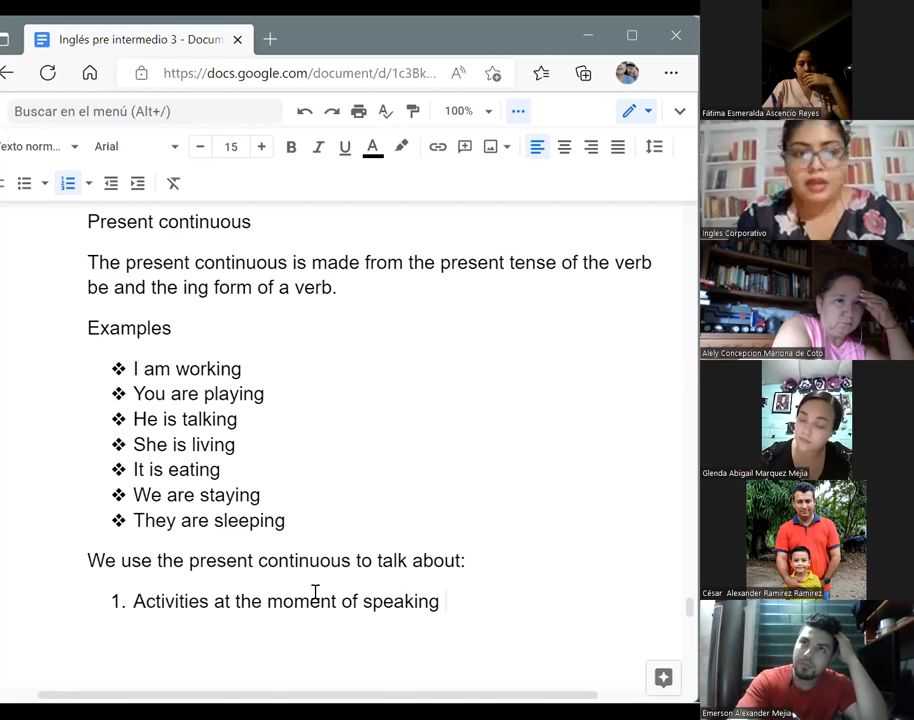 Inglés pre intermedio 3 - Docum
https://docs.google.com/document/d/1c3Bk...
Buscar en el menú (Alt+/)
100%
exto norm...
Arial
15
Present continuous
The present continuous is made from the present tense of the verb
be and the ing form of a verb.
Examples
❖ I am working
❖ You are playing
❖ He is talking
❖ She is living
❖ It is eating
❖ We are staying
❖ They are sleeping
We use the present continuous to talk about:
1. Activities at the moment of speaking
Fátima Esmeralda Ascencio Reyes
Ingles Corporativo
Alely Concepcion Mariona de Coto
Glenda Abigail Marquez Mejia
César Alexander Ramírez Ramírez
Emerson Alexander Mejia